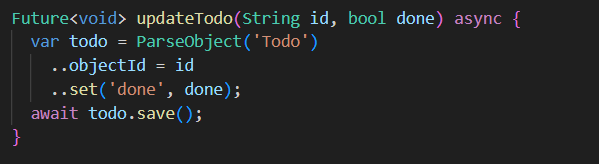 Future<void> updateTodo(String id, bool done) async {
  var todo = ParseObject('Todo')
    ..objectId = id
    ..set('done', done);
  await todo.save();
}